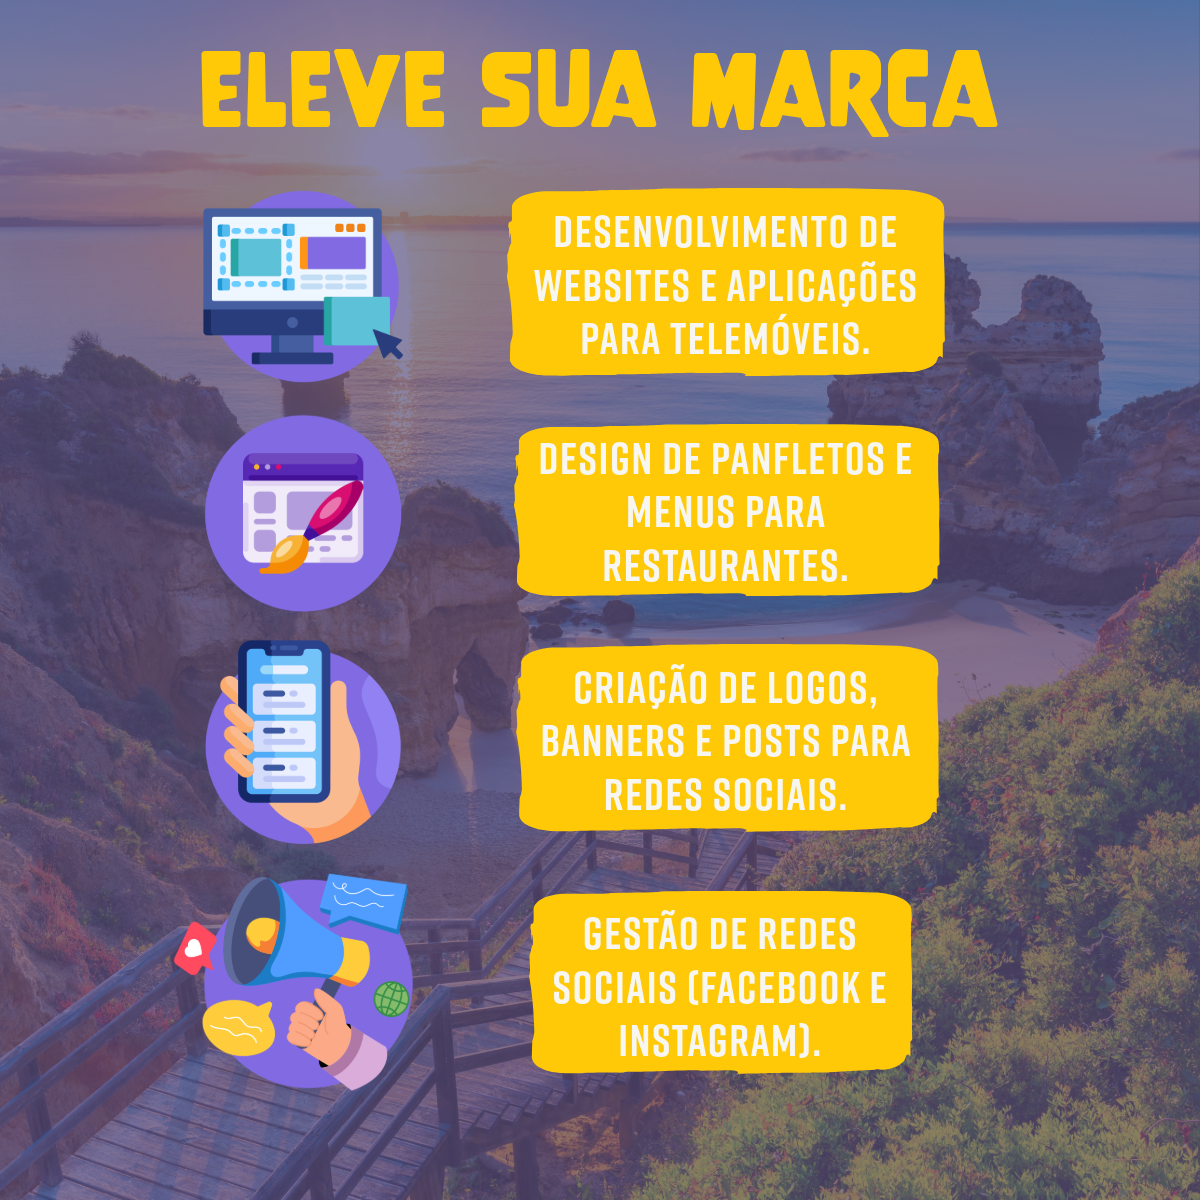 ELEVE SUA MARCA
DESENVOLVIMENTO DE
WEBSITES E APLICAÇÕES
PARA TELEMÓVEIS.
DESIGN DE PANFLETOS E
MENUS PARA
RESTAURANTES.
CRIAÇÃO DE LOGOS,
BANNERS E POSTS PARA
REDES SOCIAIS.
GESTÃO DE REDES
SOCIAIS (FACEBOOK E
INSTAGRAM).